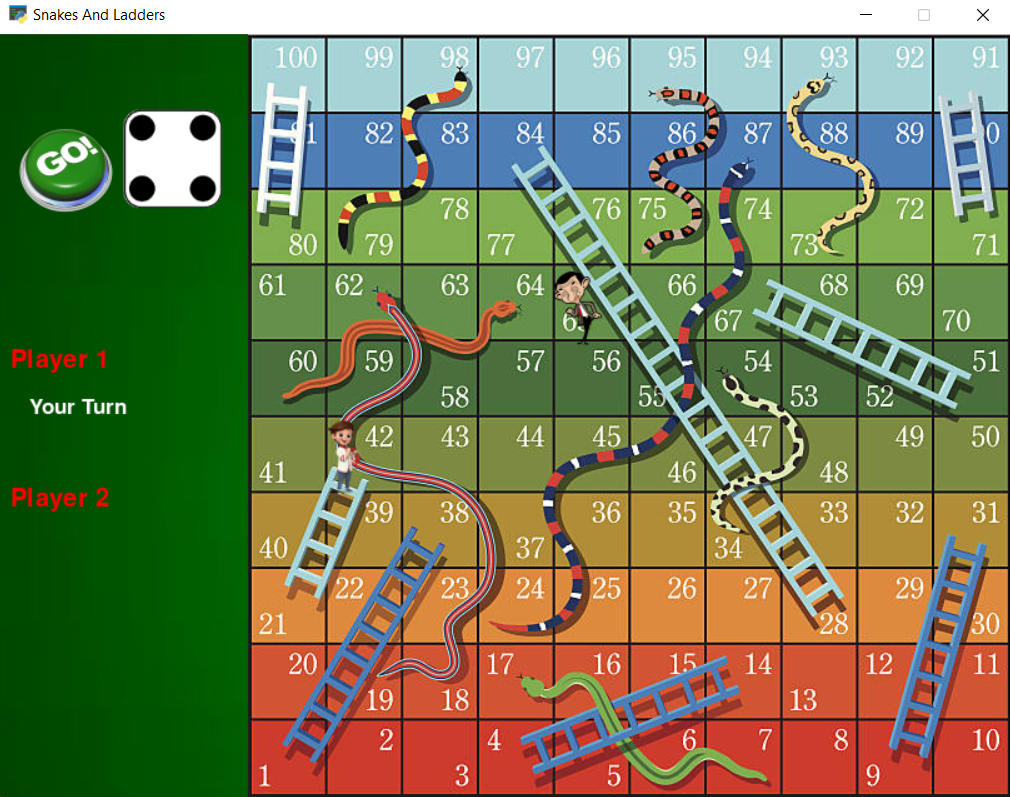 Snakes And Ladders
GO!
Player 1
Your Turn
Player 2
100 99 98 97 96 95 94 93 92 91
81 82 83 84 85 86 87 88 89 90
80 79 78 77 76 75 74 73 72 71
61 62 63 64 65 66 67 68 69 70
60 59 58 57 56 55 54 53 52 51
41 42 43 44 45 46 47 48 49 50
40 39 38 37 36 35 34 33 32 31
21 22 23 24 25 26 27 28 29 30
20 19 18 17 16 15 14 13 12 11
1 2 3 4 5 6 7 8 9 10